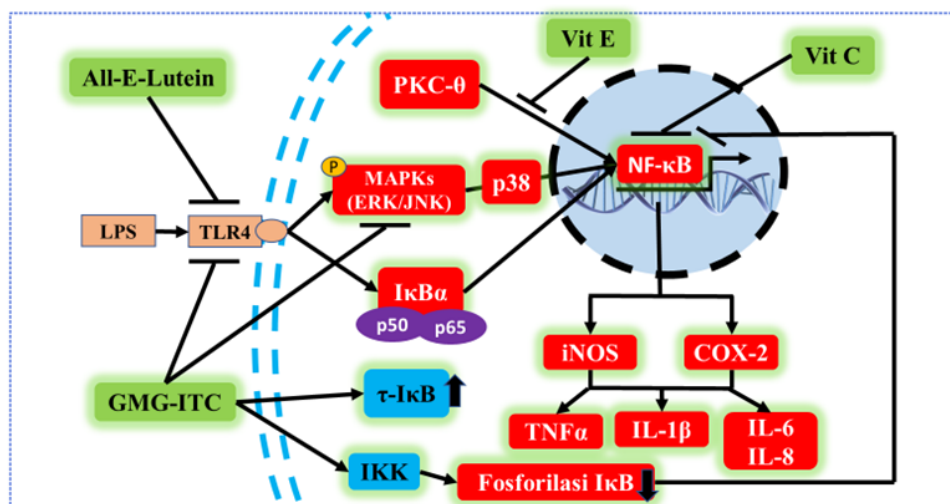 Vit E
Vit C
All-E-Lutein
PKC-θ
NF-κB
P
MAPKs
(ERK/JNK)
p38
LPS
TLR4
IκBα
p50
p65
iNOS
COX-2
GMG-ITC
τ-IκB
TNFα
IL-1β
IL-6
IL-8
IKK
Fosforilasi IκB